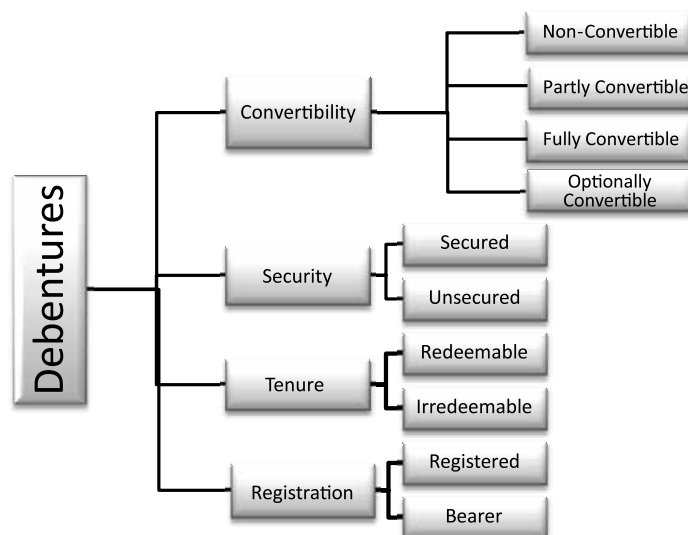 Debentures
Convertibility
Non-Convertible
Partly Convertible
Fully Convertible
Optionally
Convertible
Security
Secured
Unsecured
Tenure
Redeemable
Irredeemable
Registration
Registered
Bearer